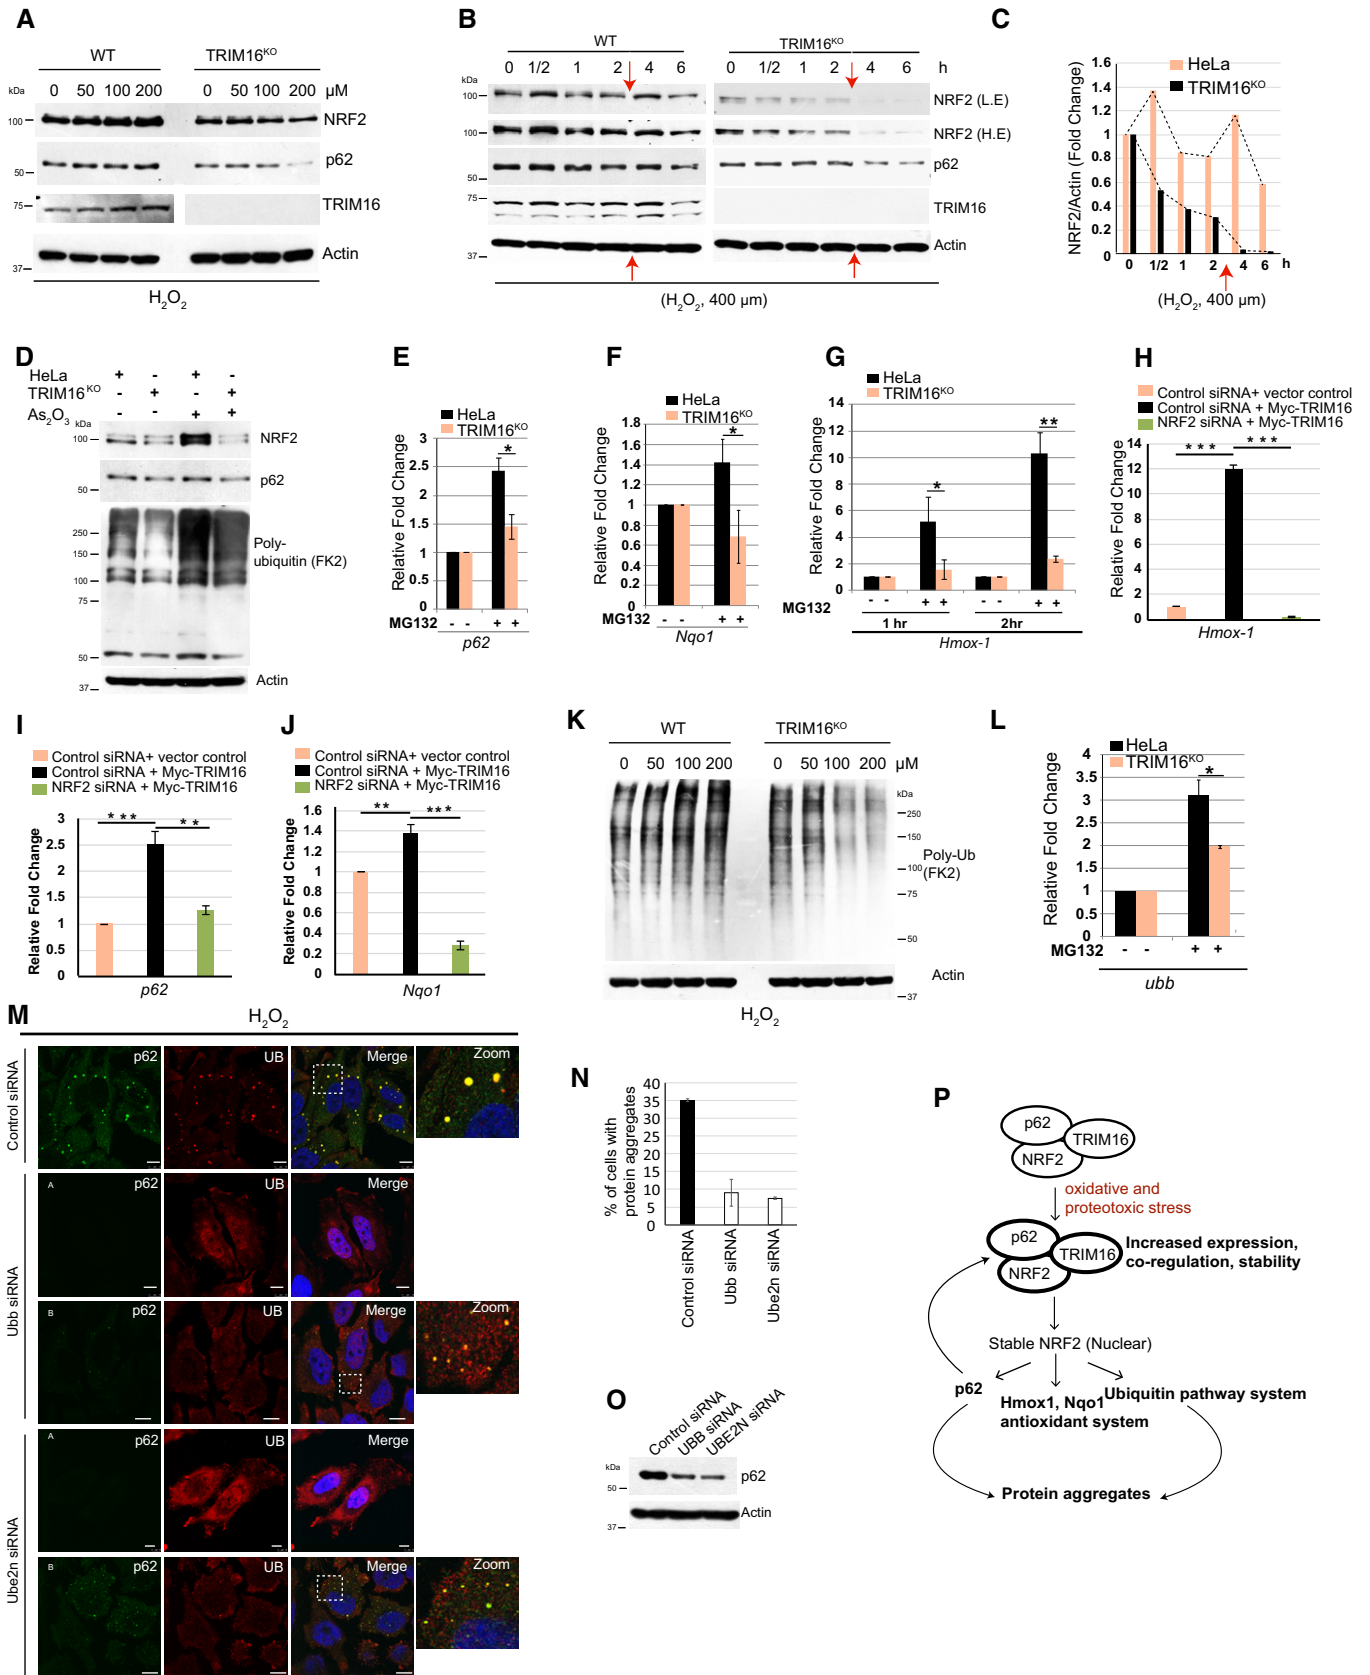 A
WT
TRIM16KO
kDa
0 50 100 200 0 50 100 200 µM
100
NRF2
50
p62
75
TRIM16
37
Actin
H2O2
B
WT
TRIM16KO
0 1/2 1 2 4 6 0 1/2 1 2 4 6 h
kDa
100
NRF2 (L.E)
100
NRF2 (H.E)
50
p62
75
TRIM16
37
Actin
(H2O2, 400 µm)
C
HeLa
TRIM16KO
NRF2/Actin (Fold Change)
1.6
1.4
1.2
1
0.8
0.6
0.4
0.2
0
0 1/2 1 2 4 6 h
(H2O2, 400 µm)
D
HeLa + - + -
TRIM16KO - + - +
As2O3 - - + +
kDa
100
NRF2
50
p62
250
150
100
75
50
Poly-
ubiquitin (FK2)
37
Actin
E
HeLa
TRIM16KO
Relative Fold Change
3
2.5
2
1.5
1
0.5
0
*
MG132 - - + +
p62
F
HeLa
TRIM16KO
Relative Fold Change
1.8
1.6
1.4
1.2
1
0.8
0.6
0.4
0.2
0
*
MG132 - - + +
Nqo1
G
HeLa
TRIM16KO
Relative Fold Change
14
12
10
8
6
4
2
0
*
**
MG132 - - + + - - + +
1 hr 2hr
Hmox-1
H
Control siRNA+ vector control
Control siRNA + Myc-TRIM16
NRF2 siRNA + Myc-TRIM16
Relative Fold Change
14
12
10
8
6
4
2
0
*** ***
Hmox-1
I
Control siRNA+ vector control
Control siRNA + Myc-TRIM16
NRF2 siRNA + Myc-TRIM16
Relative Fold Change
3
2.5
2
1.5
1
0.5
0
*** **
p62
J
Control siRNA+ vector control
Control siRNA + Myc-TRIM16
NRF2 siRNA + Myc-TRIM16
Relative Fold Change
1.6
1.4
1.2
1
0.8
0.6
0.4
0.2
0
** ***
Nqo1
K
WT
TRIM16KO
0 50 100 200 0 50 100 200 µM
kDa
250
150
100
75
50
Poly-Ub
(FK2)
Actin
37
H2O2
L
HeLa
TRIM16KO
Relative Fold Change
4
3.5
3
2.5
2
1.5
1
0.5
0
*
MG132 - - + +
ubb
M
H2O2
Control siRNA
p62 UB Merge Zoom
Ubb siRNA
A p62 UB Merge
B p62 UB Merge Zoom
Ube2n siRNA
A p62 UB Merge
B p62 UB Merge Zoom
N
% of cells with
protein aggregates
40
35
30
25
20
15
10
5
0
Control siRNA
Ubb siRNA
Ube2n siRNA
O
Control siRNA
UBB siRNA
UBE2N siRNA
kDa
50
p62
37
Actin
P
p62
TRIM16
NRF2
oxidative and
proteotoxic stress
p62
TRIM16
NRF2
Increased expression,
co-regulation, stability
Stable NRF2 (Nuclear)
p62
Hmox1, Nqo1
antioxidant system
Ubiquitin pathway system
Protein aggregates